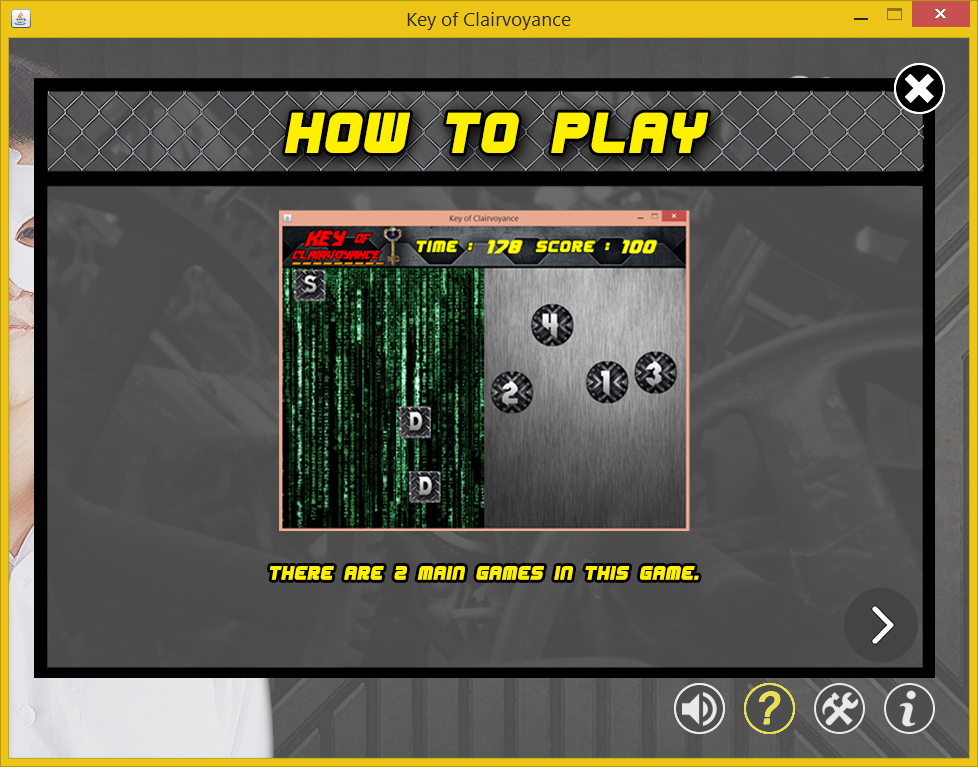 Key of Clairvoyance
HOW TO PLAY
Key of Clairvoyance
KEY OF
CLAIRVOYANCE
TIME : 178 SCORE : 100
S
4
3
1
2
D
D
THERE ARE 2 MAIN GAMES IN THIS GAME.
? i